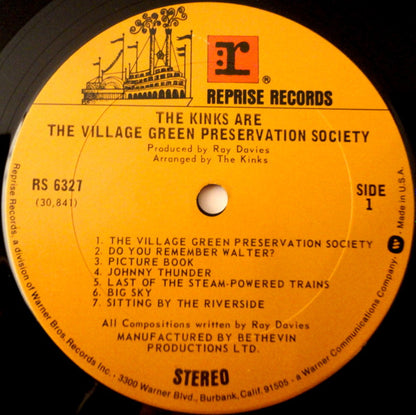 r®
REPRISE RECORDS
THE KINKS ARE
THE VILLAGE GREEN PRESERVATION SOCIETY
Produced by Ray Davies
Arranged by The Kinks
RS 6327
(30,841)
SIDE
1
1. THE VILLAGE GREEN PRESERVATION SOCIETY
2. DO YOU REMEMBER WALTER?
3. PICTURE BOOK
4. JOHNNY THUNDER
5. LAST OF THE STEAM-POWERED TRAINS
6. BIG SKY
7. SITTING BY THE RIVERSIDE
All Compositions written by Ray Davies
MANUFACTURED BY BETHEVIN
PRODUCTIONS LTD.
STEREO
Reprise Records, a division of Warner Bros. Records Inc. · 3300 Warner Blvd., Burbank, Calif. 91505 · a Warner Communications Company. W · Made in U.S.A.